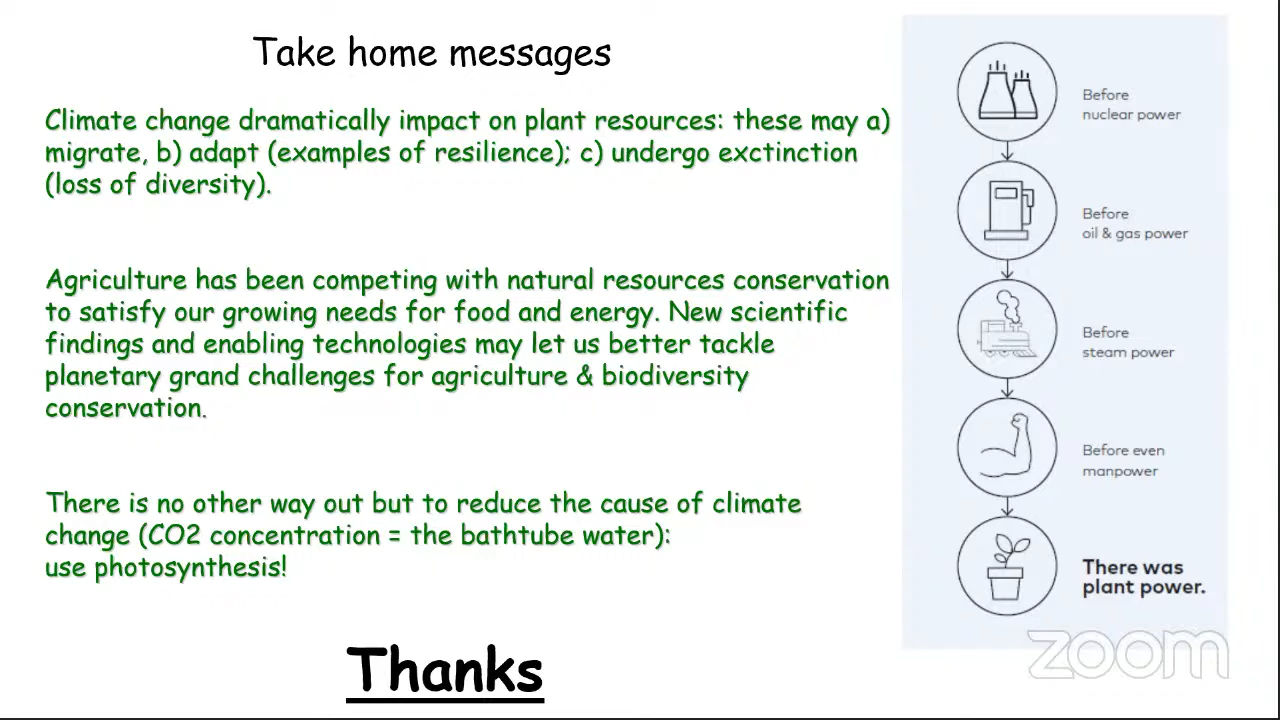 Take home messages
Climate change dramatically impact on plant resources: these may a)
migrate, b) adapt (examples of resilience); c) undergo exctinction
(loss of diversity).
Agriculture has been competing with natural resources conservation
to satisfy our growing needs for food and energy. New scientific
findings and enabling technologies may let us better tackle
planetary grand challenges for agriculture & biodiversity
conservation.
There is no other way out but to reduce the cause of climate
change (CO2 concentration = the bathtube water):
use photosynthesis!
Thanks
Before
nuclear power
Before
oil & gas power
Before
steam power
Before even
manpower
There was
plant power.
zoom